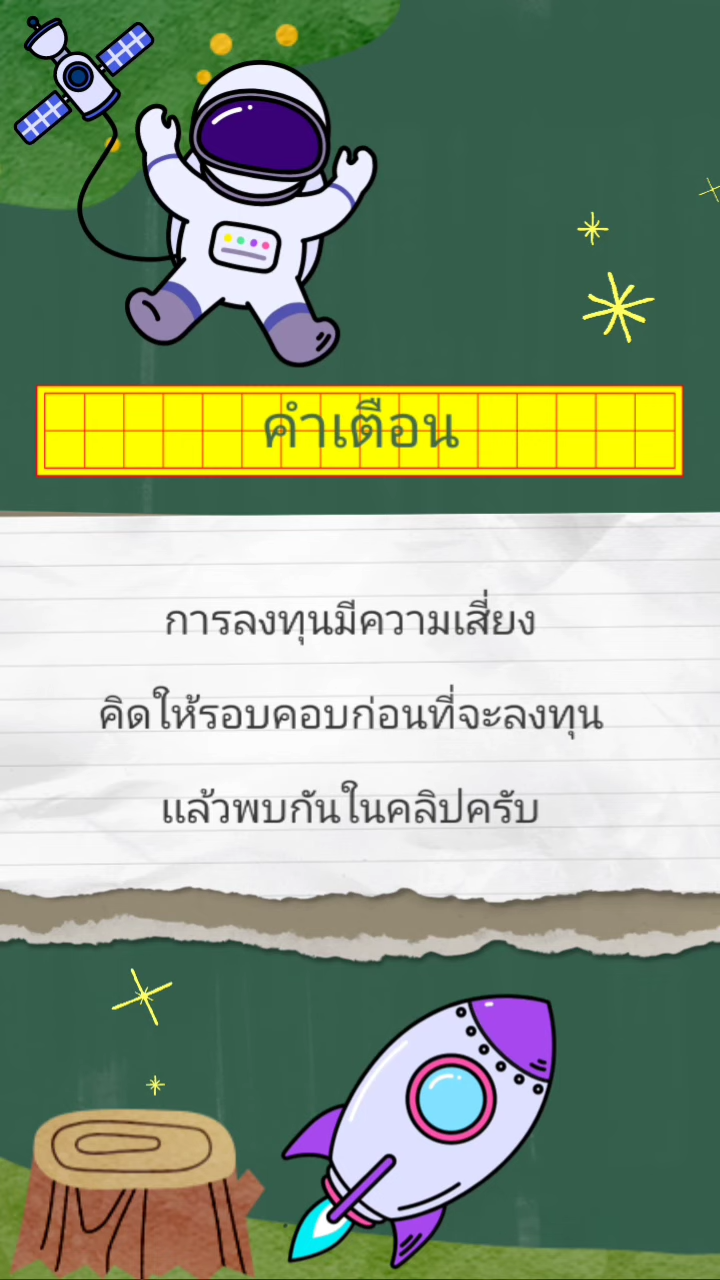 คำเตือน
การลงทุนมีความเสี่ยง
คิดให้รอบคอบก่อนที่จะลงทุน
แล้วพบกันในคลิปครับ